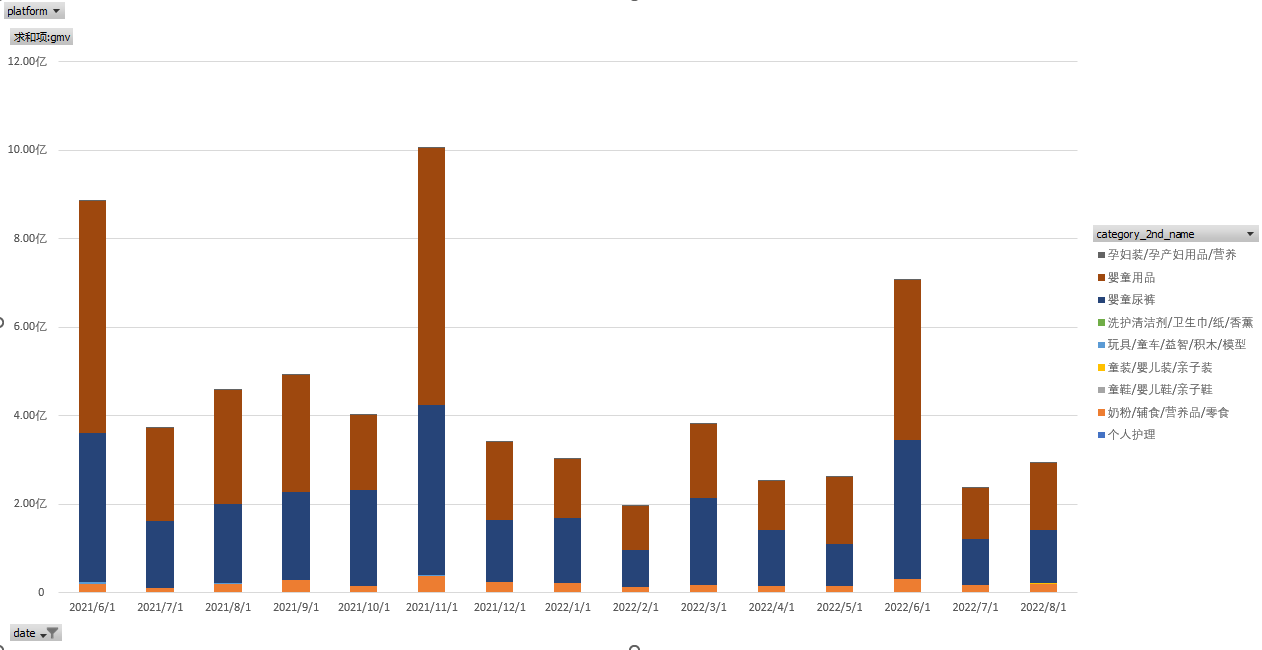 platform
求和项:gmv
12.00亿
10.00亿
8.00亿
6.00亿
4.00亿
2.00亿
0
2021/6/1 2021/7/1 2021/8/1 2021/9/1 2021/10/1 2021/11/1 2021/12/1 2022/1/1 2022/2/1 2022/3/1 2022/4/1 2022/5/1 2022/6/1 2022/7/1 2022/8/1
category_2nd_name
孕妇装/孕产妇用品/营养
婴童用品
婴童尿裤
洗护清洁剂/卫生巾/纸/香薰
玩具/童车/益智/积木/模型
童装/婴儿装/亲子装
童鞋/婴儿鞋/亲子鞋
奶粉/辅食/营养品/零食
个人护理
date